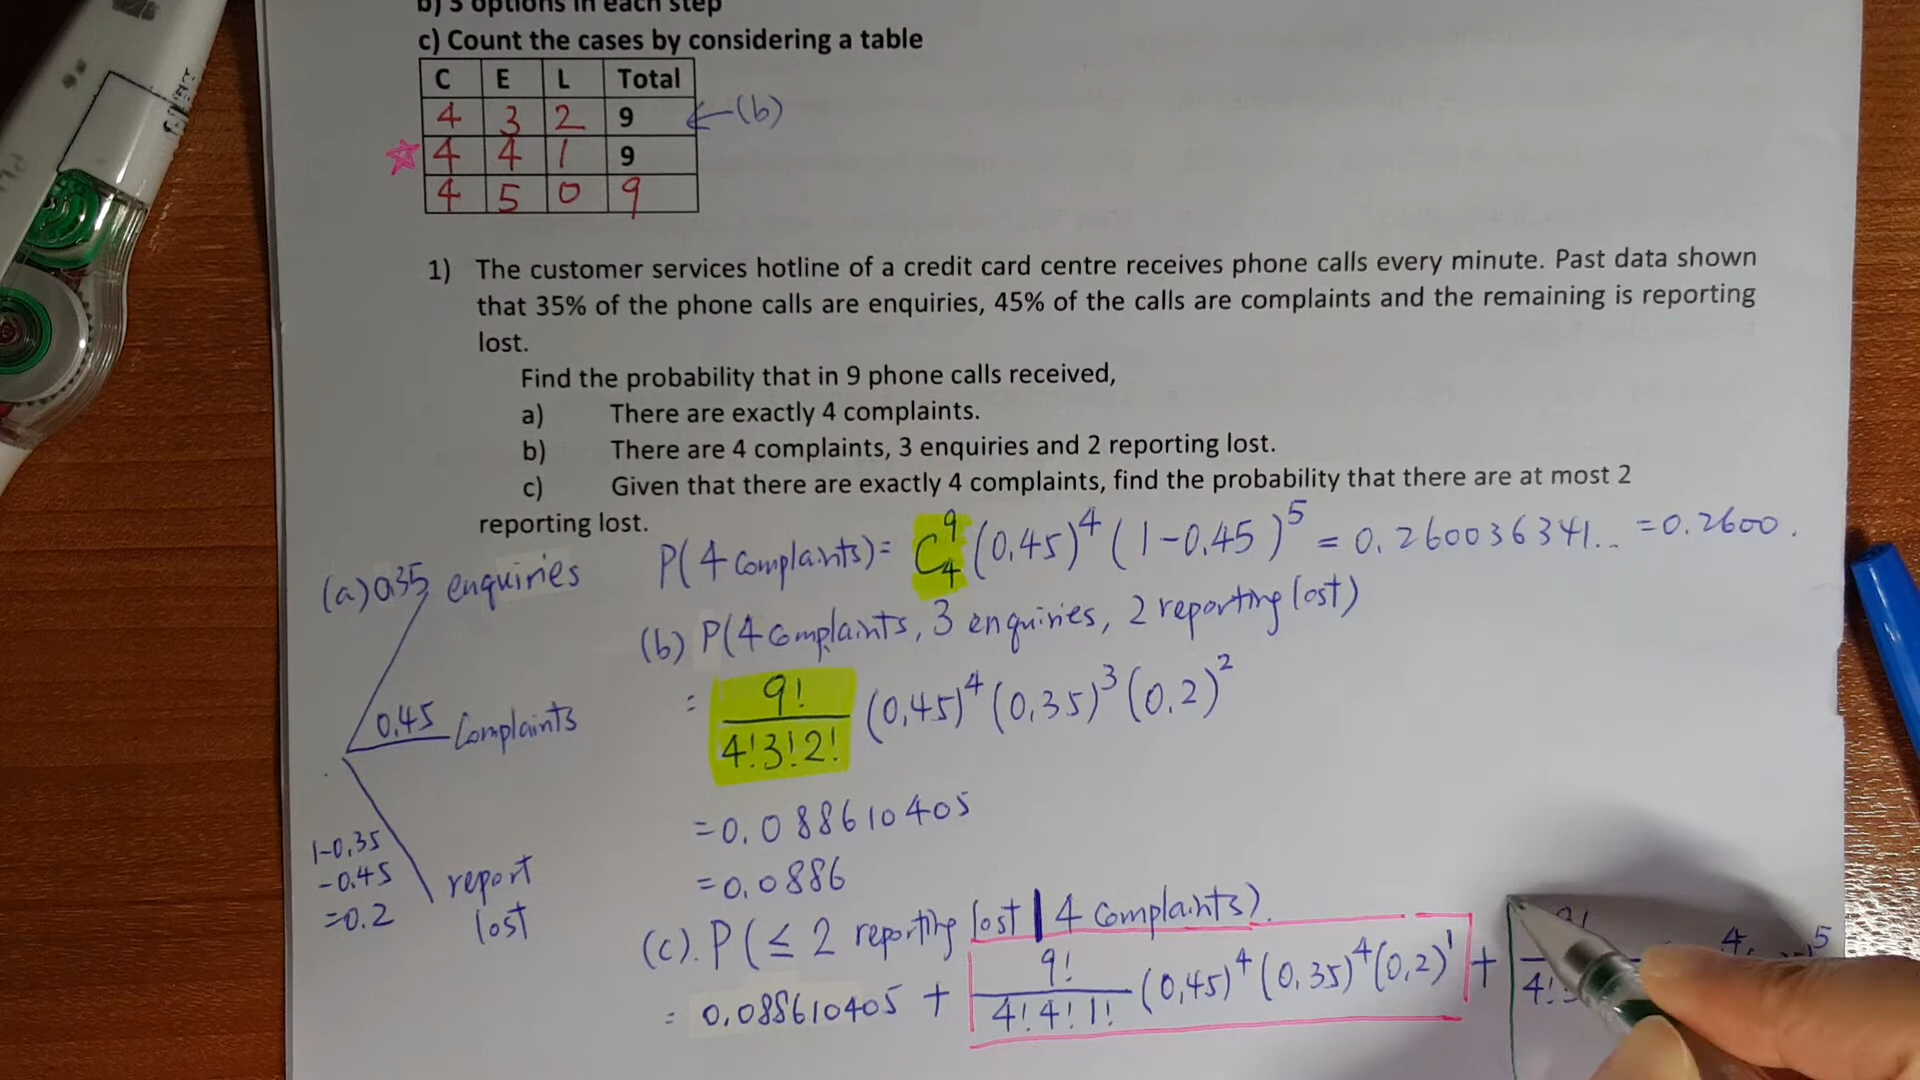 b) 3 options in each step
c) Count the cases by considering a table
C E L Total
4 3 2 9 ←(b)
☆ 4 4 1 9
4 5 0 9
1) The customer services hotline of a credit card centre receives phone calls every minute. Past data shown
that 35% of the phone calls are enquiries, 45% of the calls are complaints and the remaining is reporting
lost.
Find the probability that in 9 phone calls received,
a) There are exactly 4 complaints.
b) There are 4 complaints, 3 enquiries and 2 reporting lost.
c) Given that there are exactly 4 complaints, find the probability that there are at most 2
reporting lost.
P(4 complaints) = C⁹₄ (0.45)⁴ (1-0.45)⁵ = 0.260036341.. = 0.2600.
(a) 0.35 enquiries
0.45 Complaints
1-0.35
-0.45
=0.2
report
lost
(b) P(4 complaints, 3 enquiries, 2 reporting lost)
= 9!/4!3!2! (0.45)⁴ (0.35)³ (0.2)²
=0.088610405
=0.0886
(c). P(≤ 2 reporting lost | 4 complaints).
= 0.088610405 + 9!/4!4!1! (0.45)⁴ (0.35)⁴ (0.2)¹ +